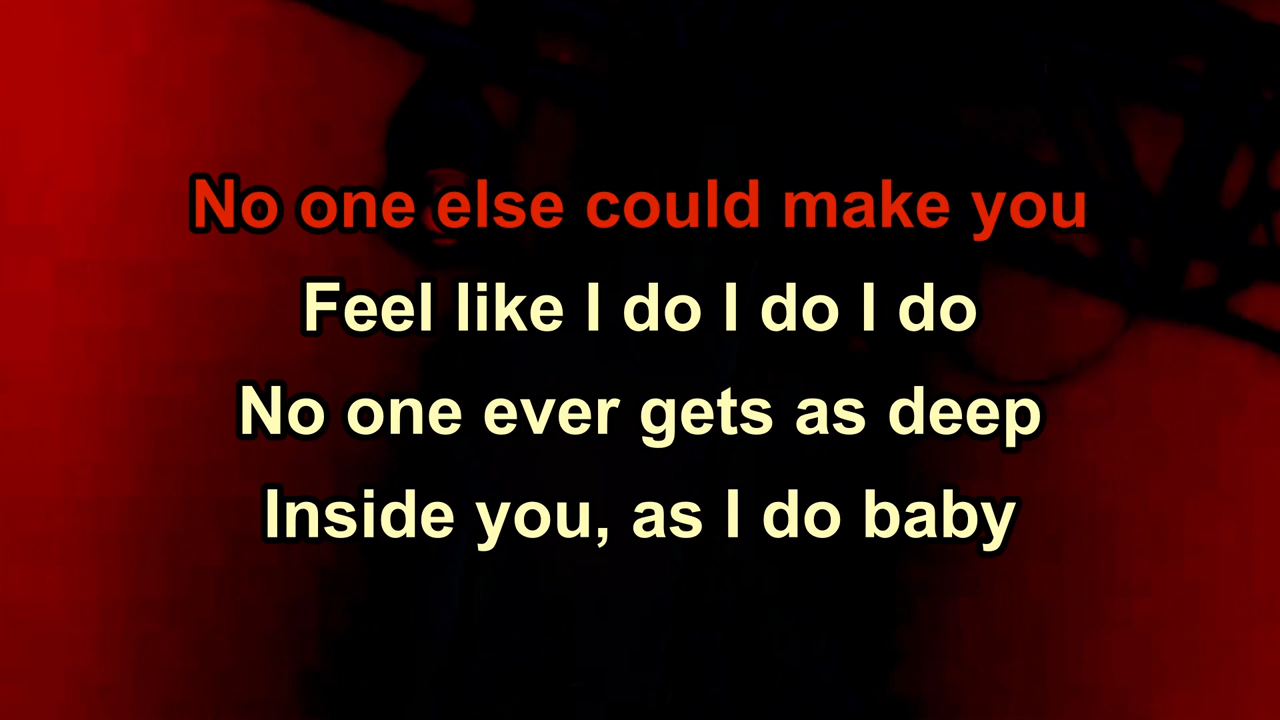 No one else could make you
Feel like I do I do I do
No one ever gets as deep
Inside you, as I do baby